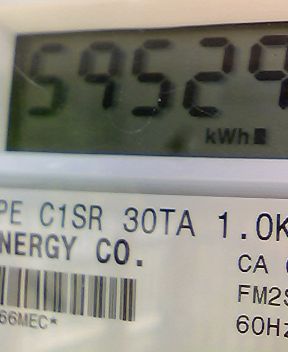 59529
kWh
PE C1SR 30TA 1.0K
NERGY CO.
CA
FM2S
66MEC*
60Hz